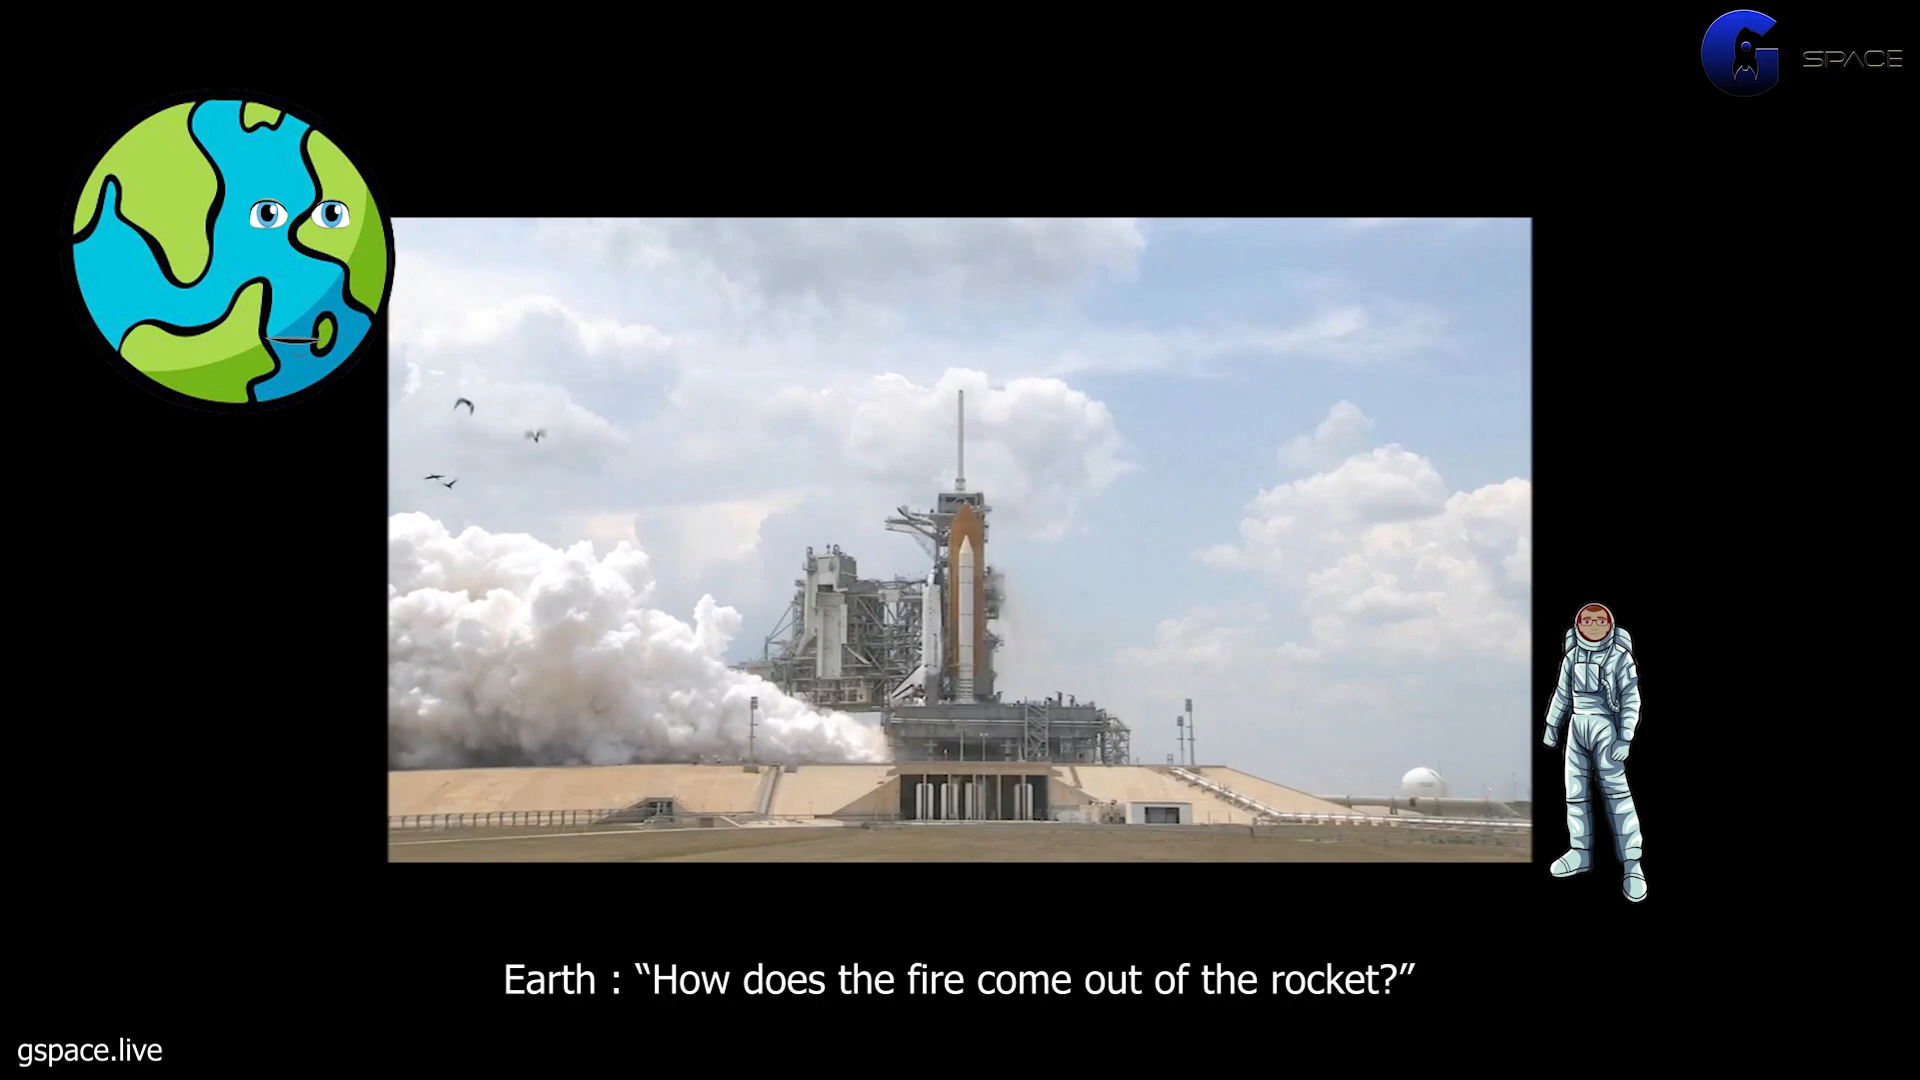 SPACE
Earth : “How does the fire come out of the rocket?”
gspace.live